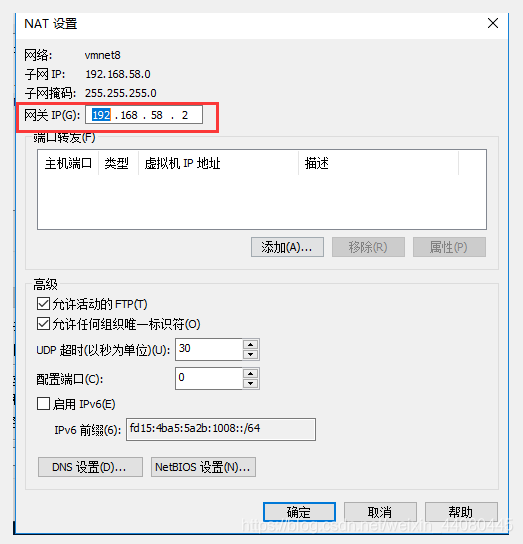 NAT 设置
网络: vmnet8
子网 IP: 192.168.58.0
子网掩码: 255.255.255.0
网关 IP(G): 192 . 168 . 58 . 2
端口转发(F)
主机端口 类型 虚拟机 IP 地址 描述
添加(A)... 移除(R) 属性(P)
高级
允许活动的 FTP(T)
允许任何组织唯一标识符(O)
UDP 超时(以秒为单位)(U): 30
配置端口(C): 0
启用 IPv6(E)
IPv6 前缀(6): fd15:4ba5:5a2b:1008::/64
DNS 设置(D)... NetBIOS 设置(N)...
确定 取消 帮助
https://blog.csdn.net/weixin_44080445